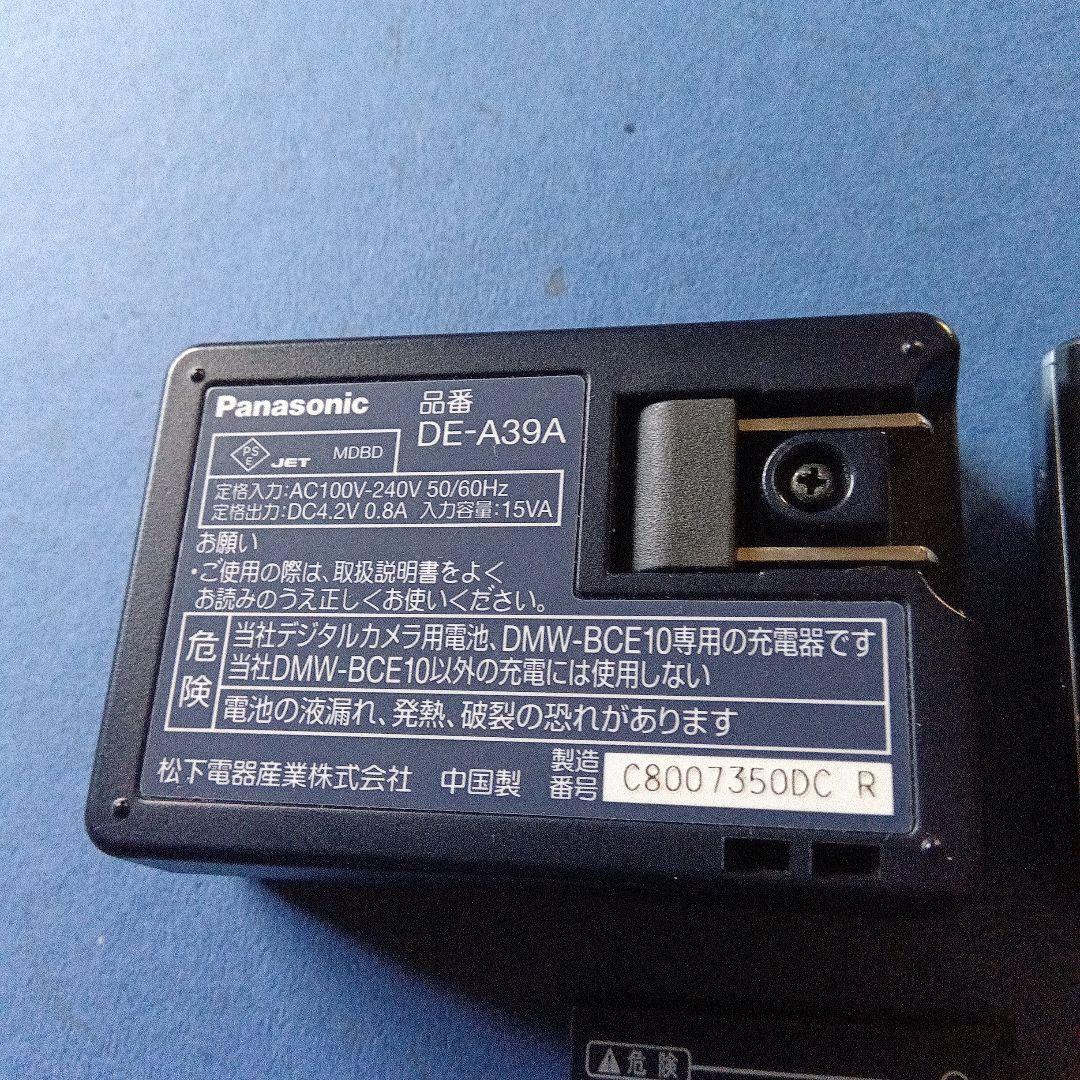 Panasonic 品番
DE-A39A
PS E JET MDBD
定格入力:AC100V-240V 50/60Hz
定格出力:DC4.2V 0.8A 入力容量:15VA
お願い
・ご使用の際は、取扱説明書をよく
お読みのうえ正しくお使いください。
危険
当社デジタルカメラ用電池、DMW-BCE10専用の充電器です
当社DMW-BCE10以外の充電には使用しない
電池の液漏れ、発熱、破裂の恐れがあります
松下電器産業株式会社 中国製 製造番号 C8007350DC R
危険